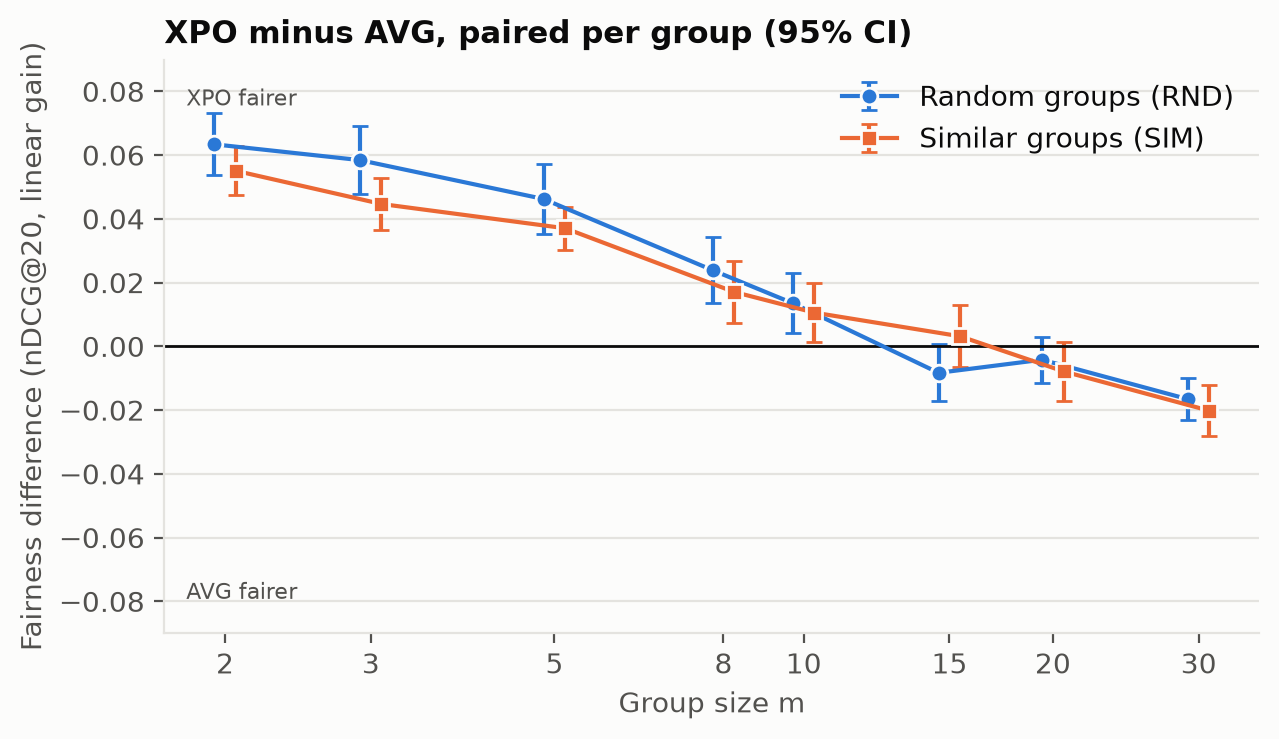 XPO minus AVG, paired per group (95% CI)
Fairness difference (nDCG@20, linear gain)
XPO fairer
Random groups (RND)
Similar groups (SIM)
0.08
0.06
0.04
0.02
0.00
−0.02
−0.04
−0.06
−0.08
AVG fairer
2 3 5 8 10 15 20 30
Group size m